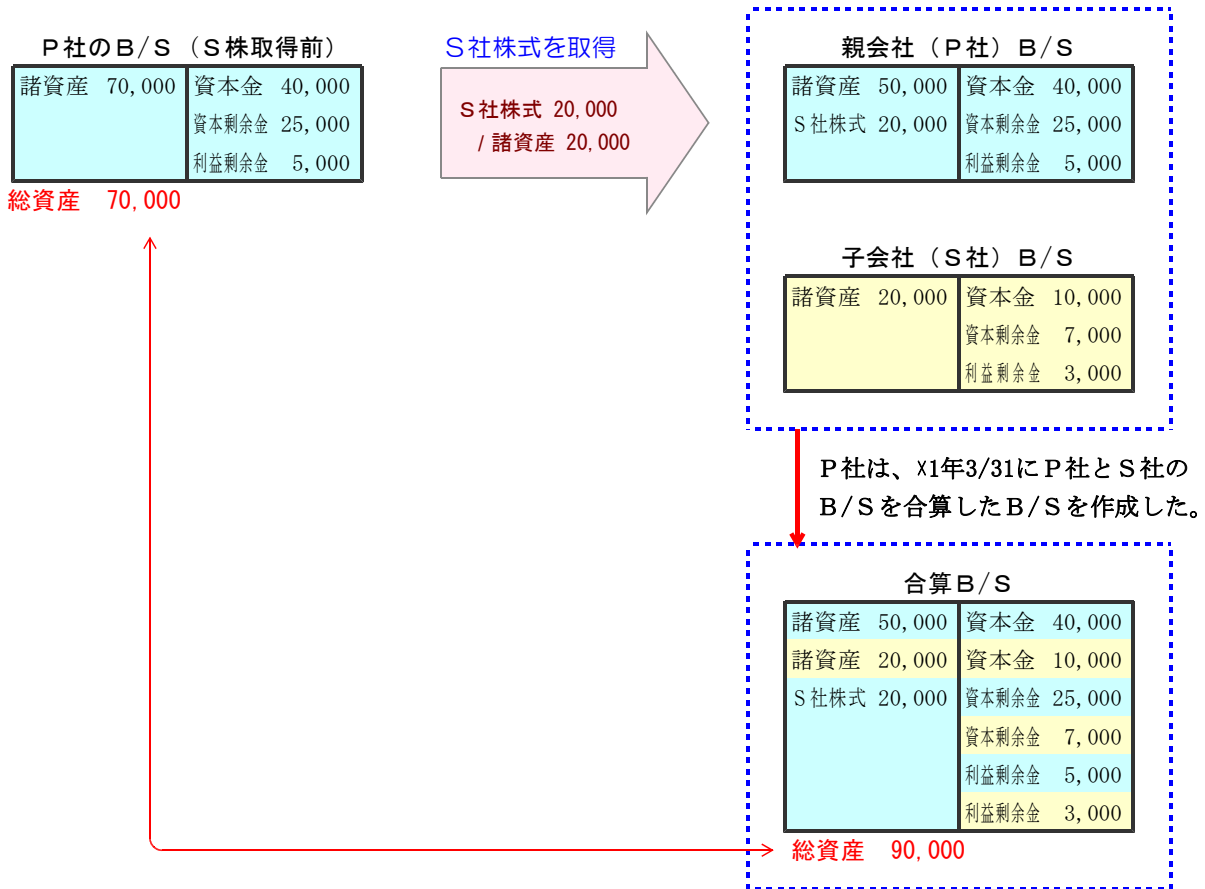 P社のB/S（S株取得前）
諸資産 70,000 資本金 40,000
資本剰余金 25,000
利益剰余金 5,000
総資産 70,000
S社株式を取得
S社株式 20,000
/ 諸資産 20,000
親会社（P社）B/S
諸資産 50,000 資本金 40,000
S社株式 20,000 資本剰余金 25,000
利益剰余金 5,000
子会社（S社）B/S
諸資産 20,000 資本金 10,000
資本剰余金 7,000
利益剰余金 3,000
P社は、X1年3/31にP社とS社の
B/Sを合算したB/Sを作成した。
合算B/S
諸資産 50,000 資本金 40,000
諸資産 20,000 資本金 10,000
S社株式 20,000 資本剰余金 25,000
資本剰余金 7,000
利益剰余金 5,000
利益剰余金 3,000
総資産 90,000